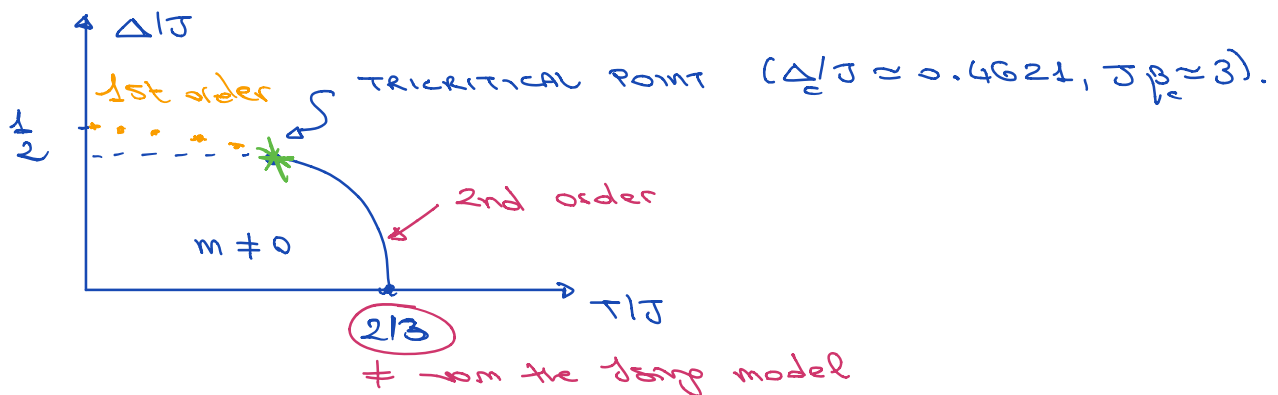 Δ/J
1st order
TRICRITICAL POINT (Δc/J ≃ 0.4621, Jβc ≃ 3).
1/2
2nd order
m ≠ 0
T/J
2/3
≠ the Ising model